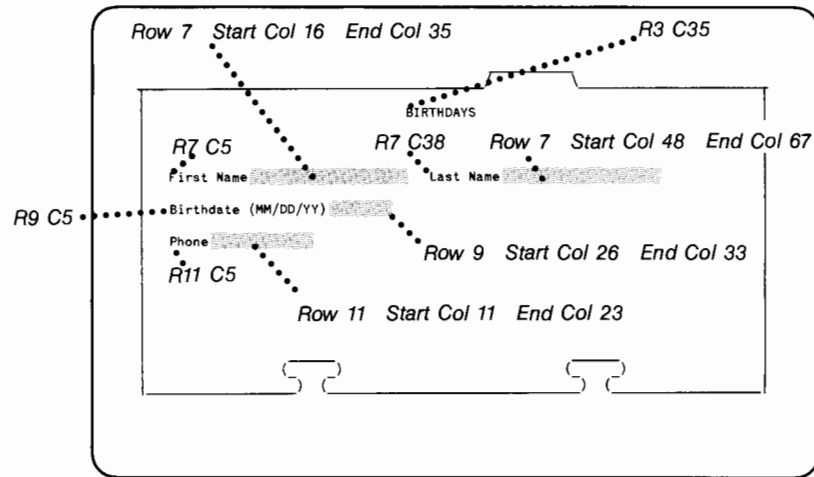 Row 7 Start Col 16 End Col 35 R3 C35
BIRTHDAYS
R7 C5 R7 C38 Row 7 Start Col 48 End Col 67
First Name Last Name
R9 C5 Birthdate (MM/DD/YY)
Phone Row 9 Start Col 26 End Col 33
R11 C5
Row 11 Start Col 11 End Col 23